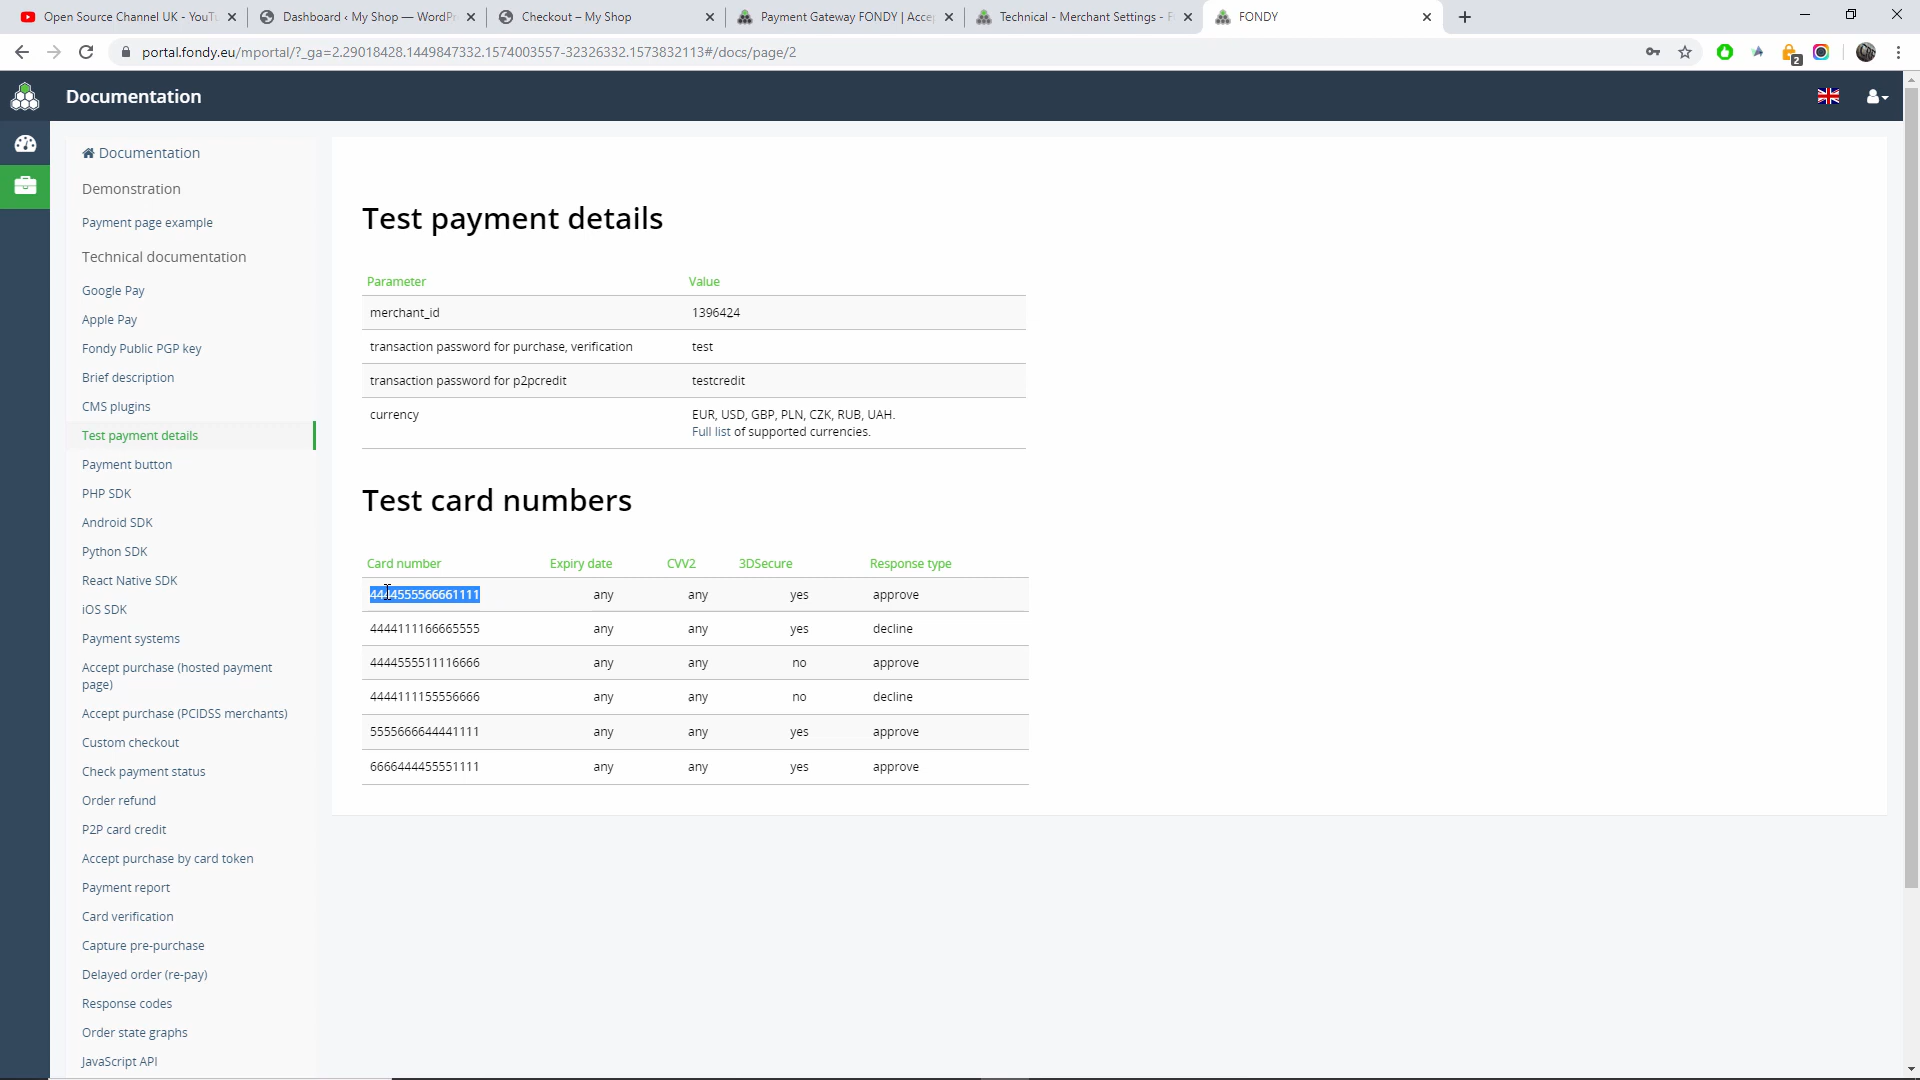 Open Source Channel UK - YouTu
Dashboard ‹ My Shop — WordPr
Checkout – My Shop
Payment Gateway FONDY | Acce
Technical - Merchant Settings - F
FONDY
portal.fondy.eu/mportal/?_ga=2.29018428.1449847332.1574003557-32326332.1573832113#/docs/page/2
2
Documentation
Documentation
Demonstration
Payment page example
Technical documentation
Google Pay
Apple Pay
Fondy Public PGP key
Brief description
CMS plugins
Test payment details
Payment button
PHP SDK
Android SDK
Python SDK
React Native SDK
iOS SDK
Payment systems
Accept purchase (hosted payment
page)
Accept purchase (PCIDSS merchants)
Custom checkout
Check payment status
Order refund
P2P card credit
Accept purchase by card token
Payment report
Card verification
Capture pre-purchase
Delayed order (re-pay)
Response codes
Order state graphs
JavaScript API
Test payment details
Parameter Value
merchant_id 1396424
transaction password for purchase, verification test
transaction password for p2pcredit testcredit
currency EUR, USD, GBP, PLN, CZK, RUB, UAH.
Full list of supported currencies.
Test card numbers
Card number Expiry date CVV2 3DSecure Response type
4444555566661111 any any yes approve
4444111166665555 any any yes decline
4444555511116666 any any no approve
4444111155556666 any any no decline
5555666644441111 any any yes approve
6666444455551111 any any yes approve